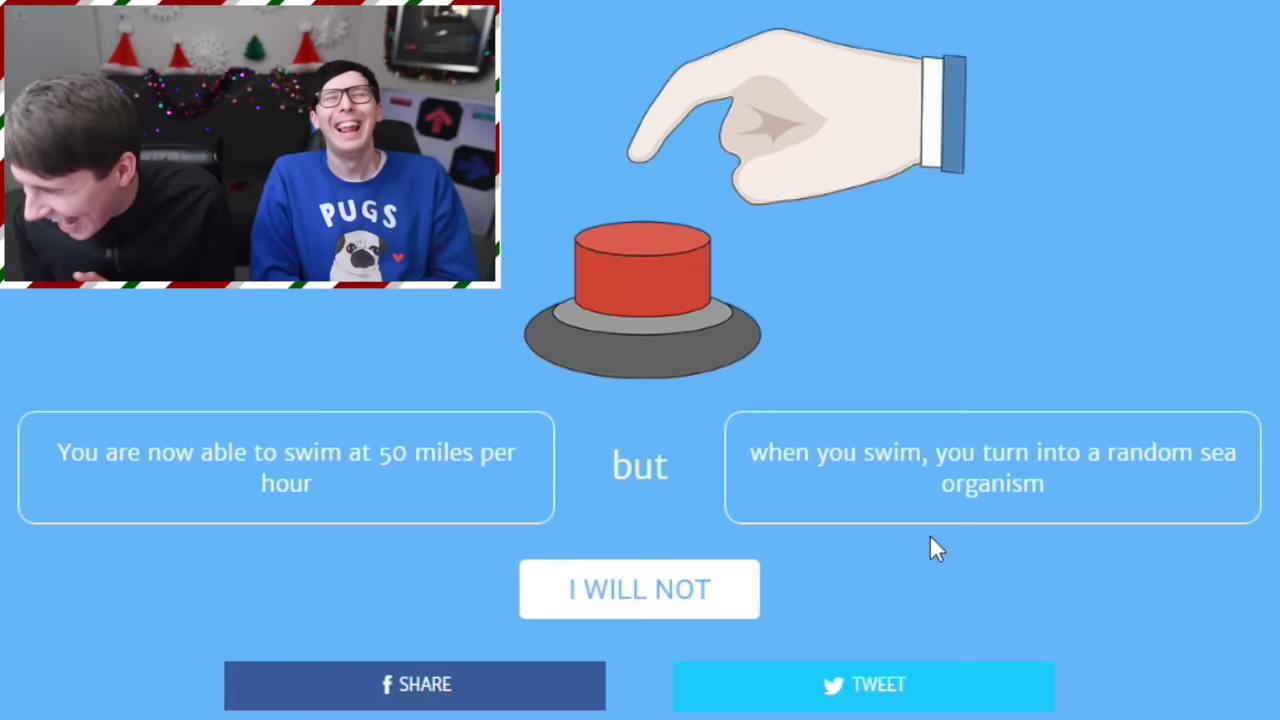 PUGS
You are now able to swim at 50 miles per
hour
but
when you swim, you turn into a random sea
organism
I WILL NOT
f SHARE
TWEET